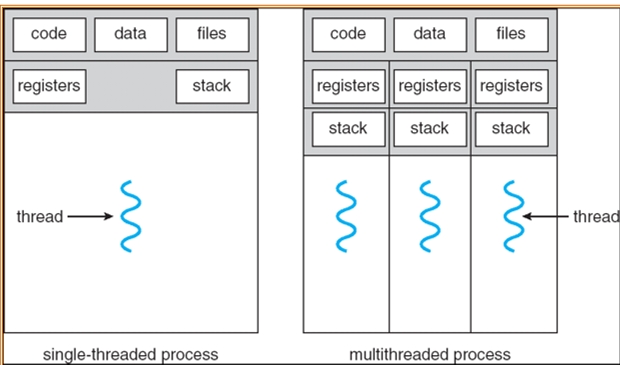 code data files
registers stack
thread
single-threaded process
code data files
registers registers registers
stack stack stack
thread
multithreaded process